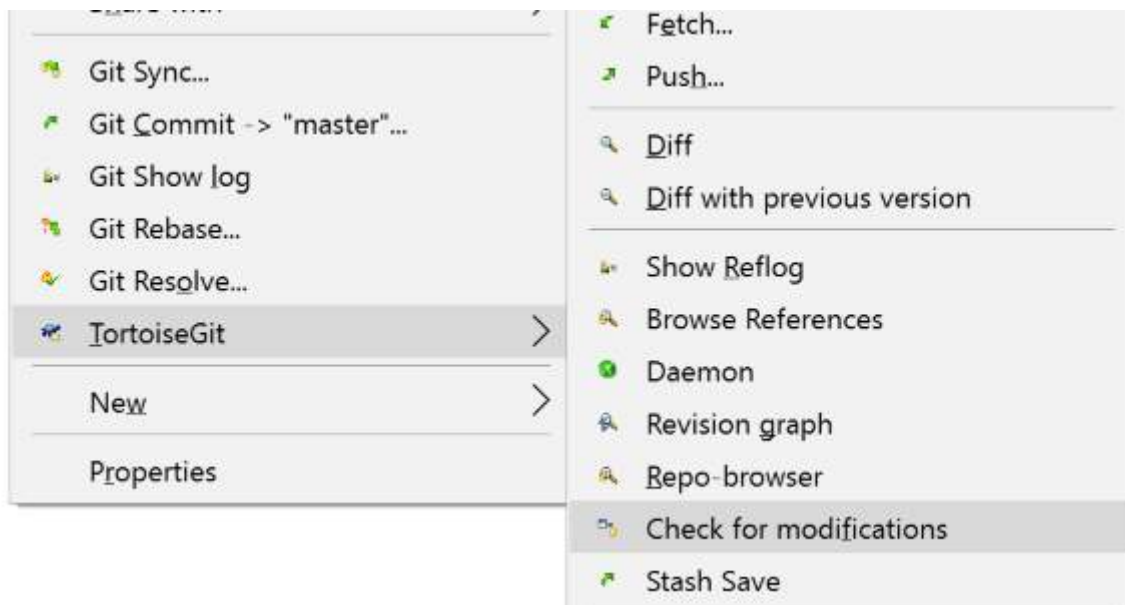 Git Sync...
Git Commit -> "master"...
Git Show log
Git Rebase...
Git Resolve...
TortoiseGit
New
Properties
Fetch...
Push...
Diff
Diff with previous version
Show Reflog
Browse References
Daemon
Revision graph
Repo-browser
Check for modifications
Stash Save